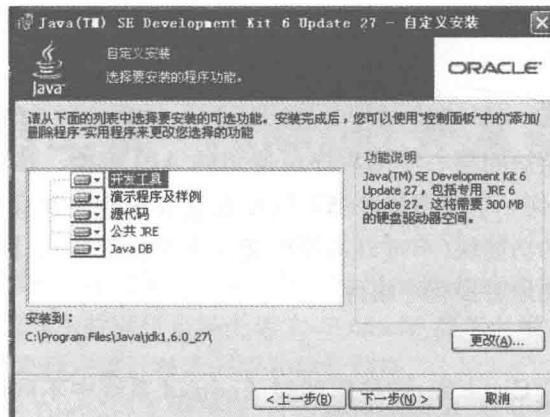 Java(TM) SE Development Kit 6 Update 27 - 自定义安装
自定义安装
选择要安装的程序功能。
Java
ORACLE
请从下面的列表中选择要安装的可选功能。安装完成后，您可以使用"控制面板"中的"添加/
删除程序"实用程序来更改您选择的功能
开发工具
演示程序及样例
源代码
公共 JRE
Java DB
功能说明
Java(TM) SE Development Kit 6
Update 27，包括专用 JRE 6
Update 27。这将需要 300 MB
的硬盘驱动器空间。
安装到：
C:\Program Files\Java\jdk1.6.0_27\
更改(A)...
<上一步(B)
下一步(N) >
取消